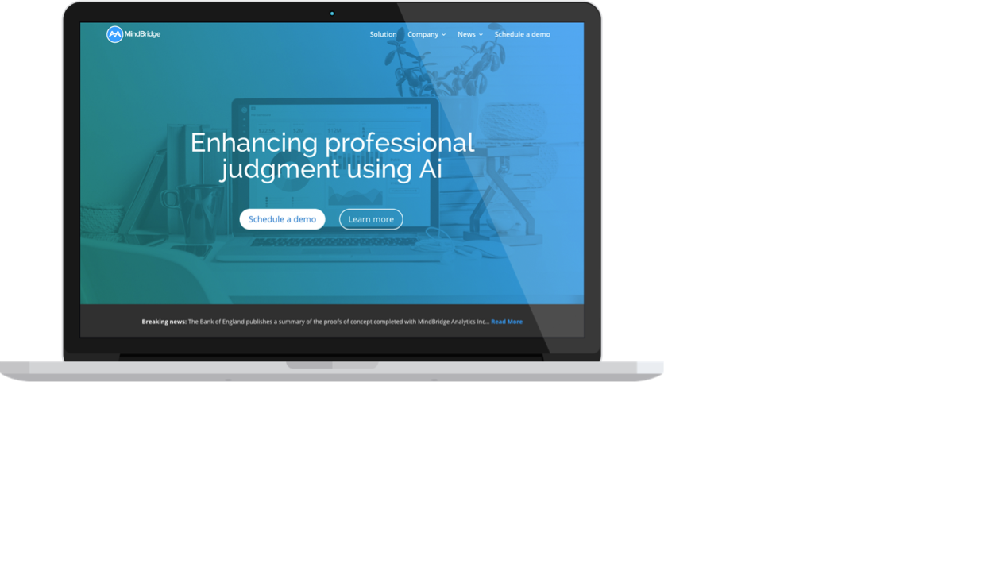 MindBridge
Solution Company News Schedule a demo
Enhancing professional
judgment using Ai
Schedule a demo Learn more
Breaking news: The Bank of England publishes a summary of the proofs of concept completed with MindBridge Analytics Inc... Read More